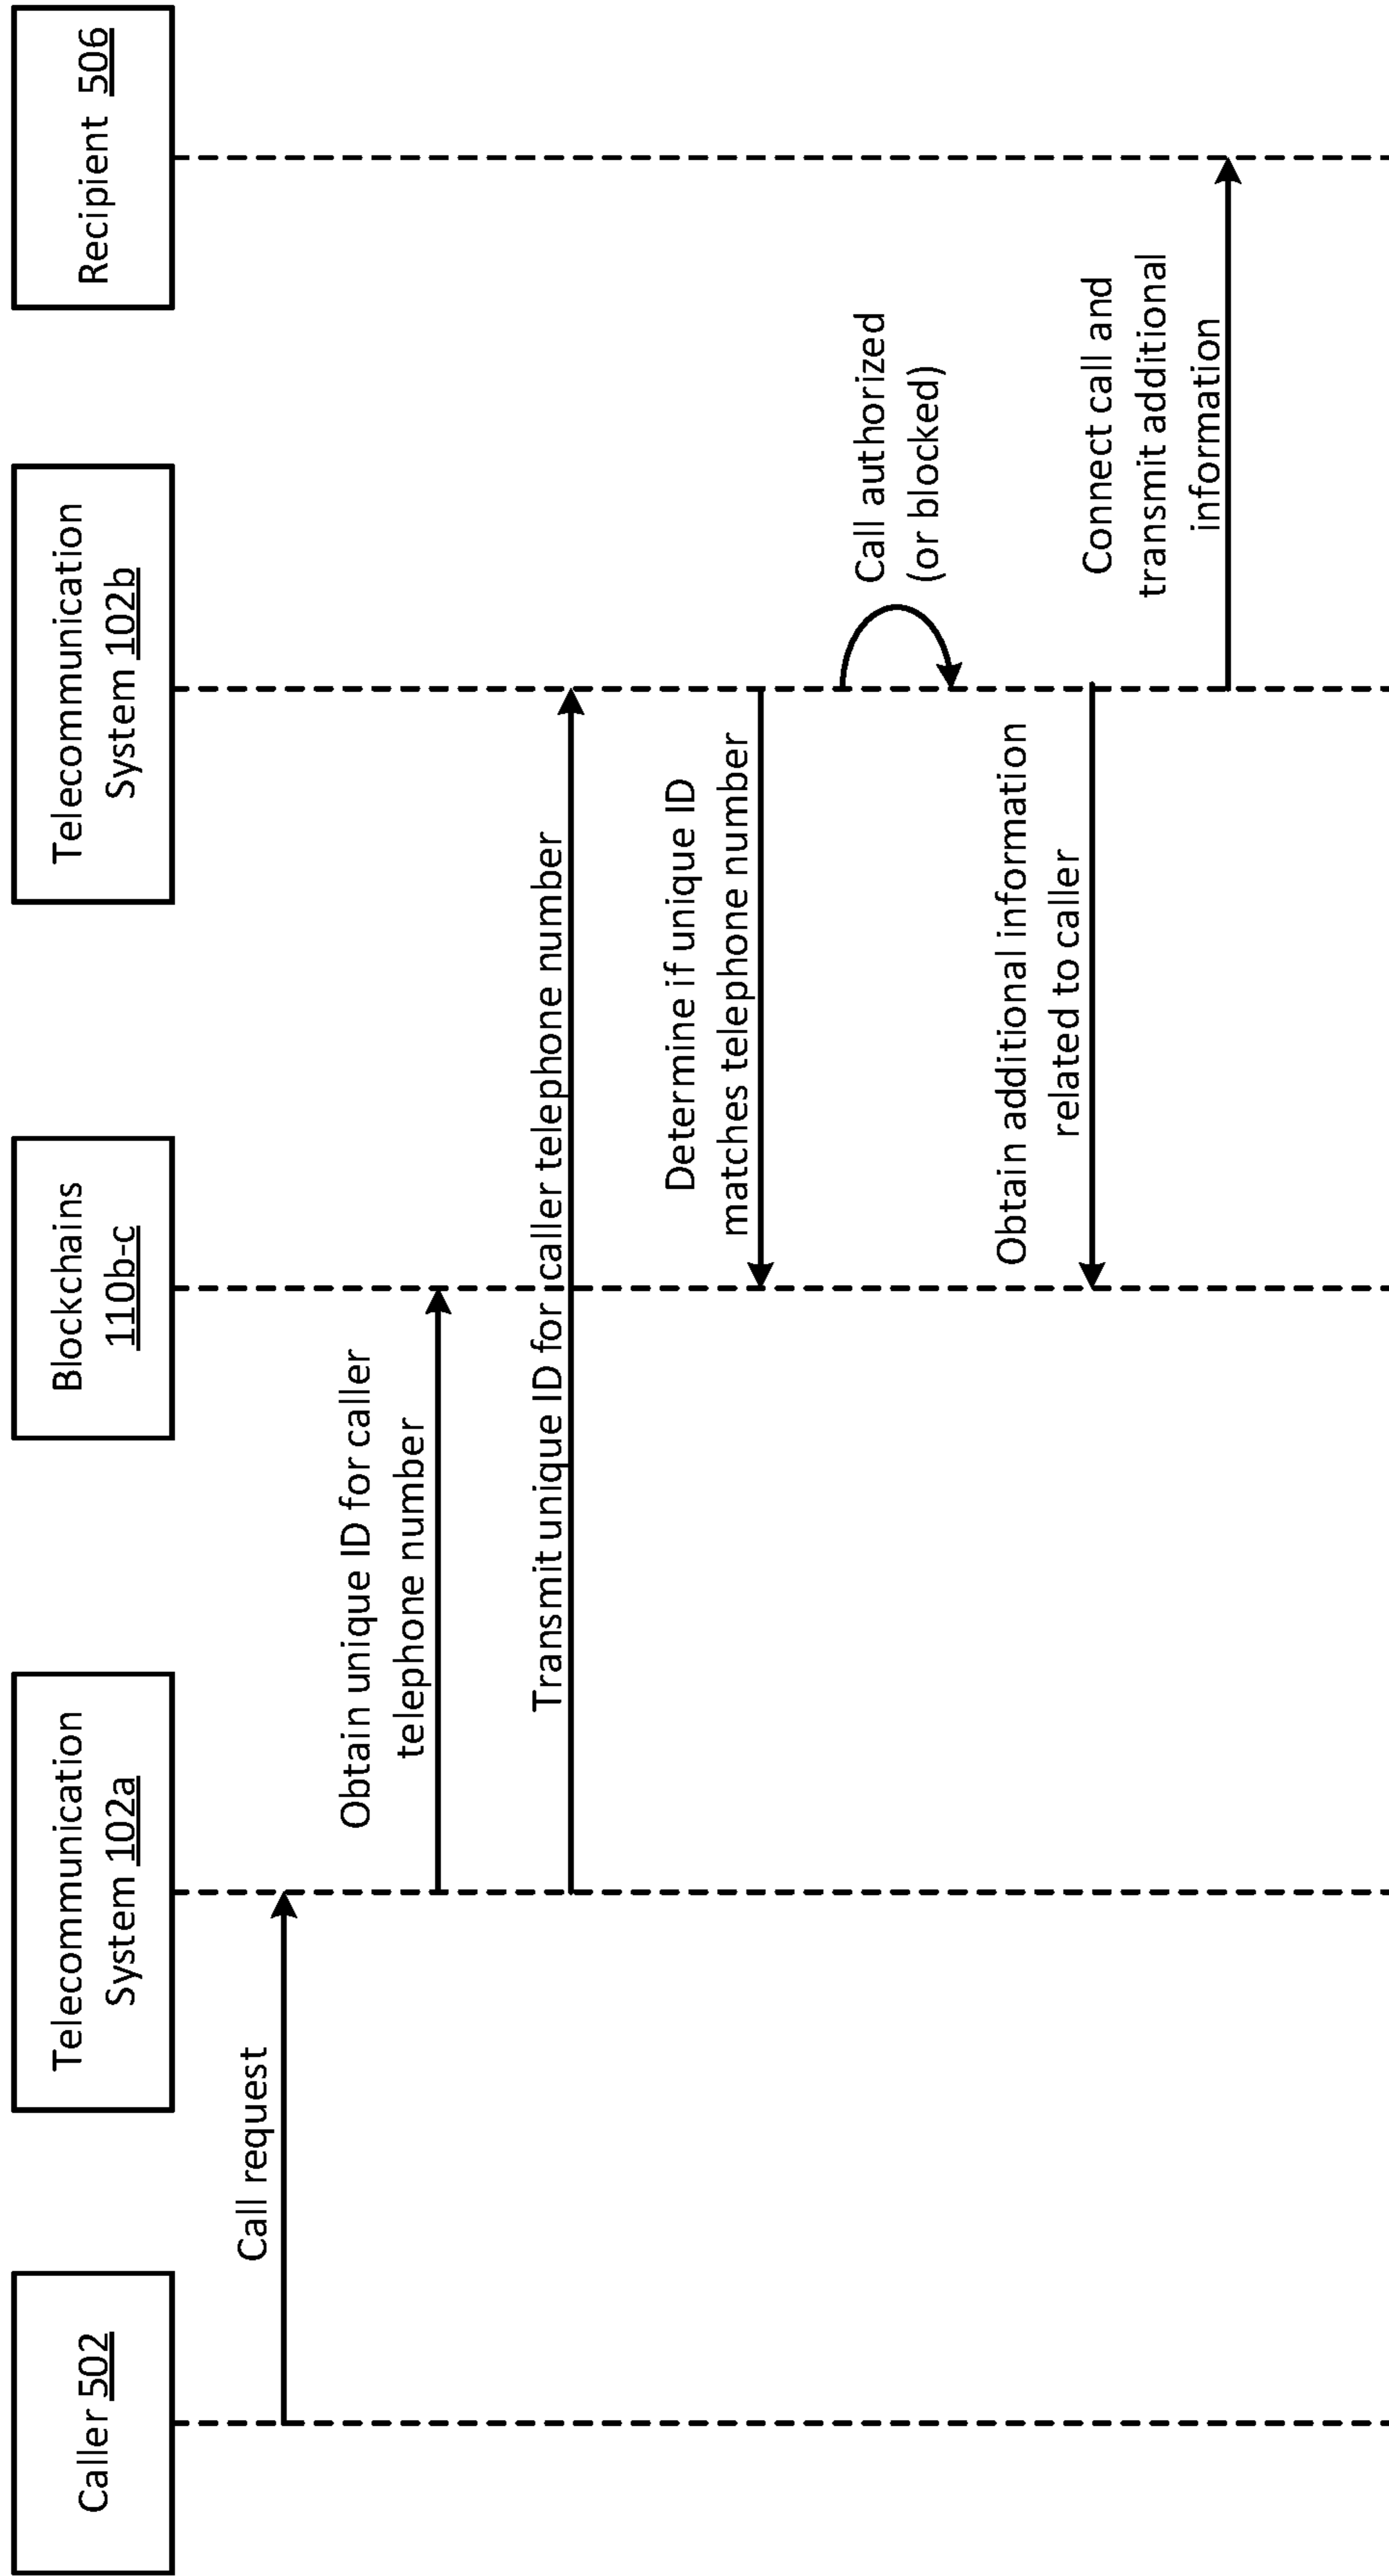 Caller 502
Telecommunication
System 102a
Blockchains
110b-c
Telecommunication
System 102b
Recipient 506
Call request
Obtain unique ID for caller
telephone number
Transmit unique ID for caller telephone number
Determine if unique ID
matches telephone number
Call authorized
(or blocked)
Obtain additional information
related to caller
Connect call and
transmit additional
information